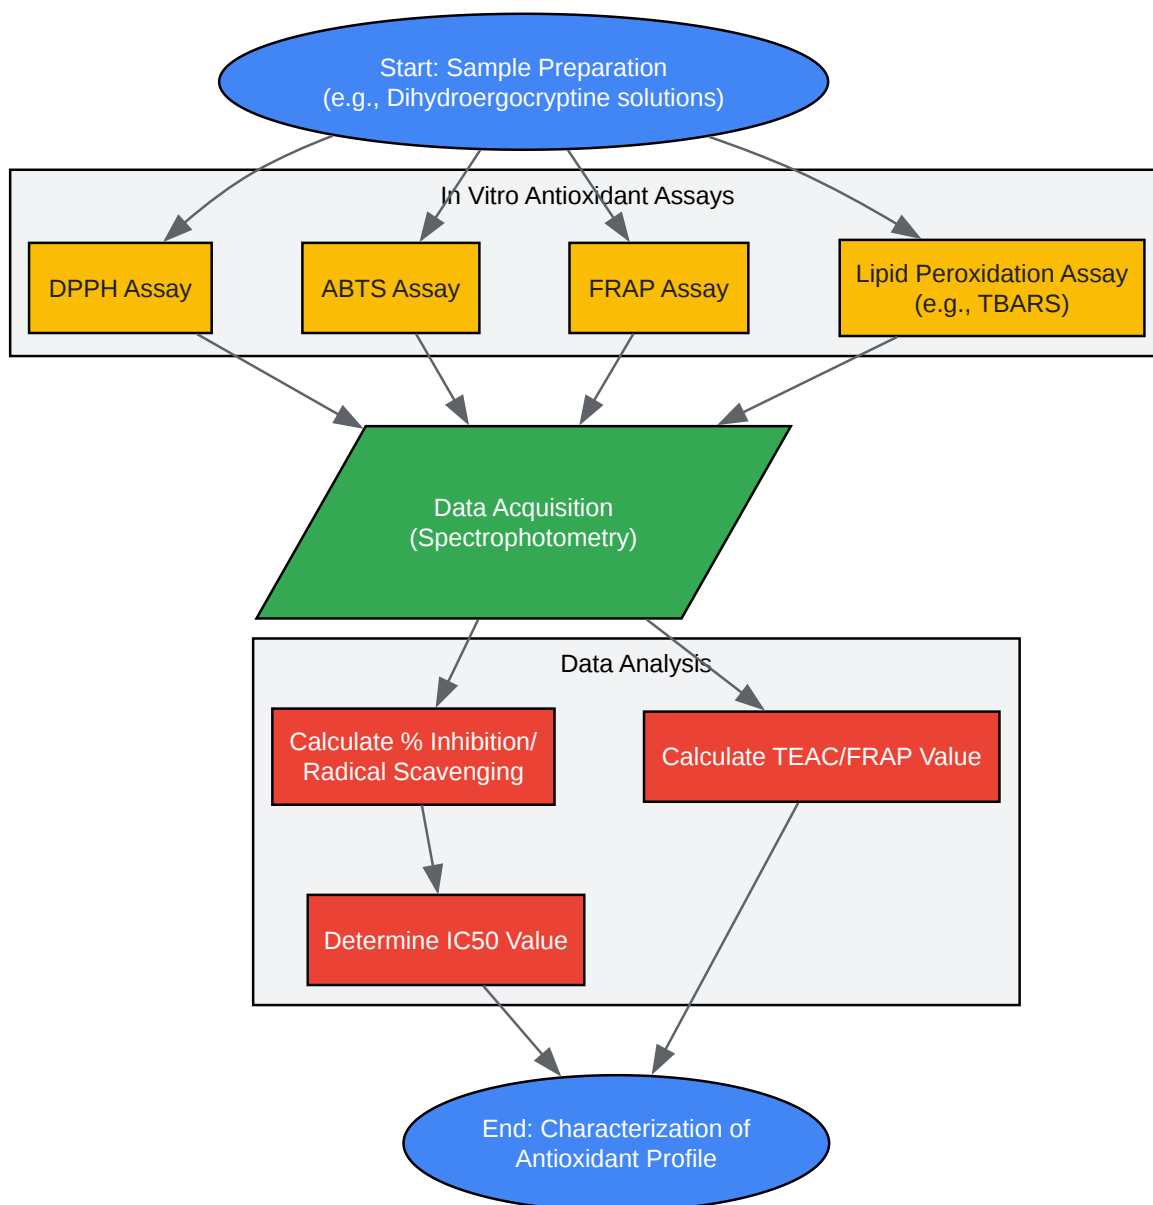 Start: Sample Preparation
(e.g., Dihydroergocryptine solutions)
In Vitro Antioxidant Assays
DPPH Assay
ABTS Assay
FRAP Assay
Lipid Peroxidation Assay
(e.g., TBARS)
Data Acquisition
(Spectrophotometry)
Data Analysis
Calculate % Inhibition/
Radical Scavenging
Calculate TEAC/FRAP Value
Determine IC50 Value
End: Characterization of
Antioxidant Profile